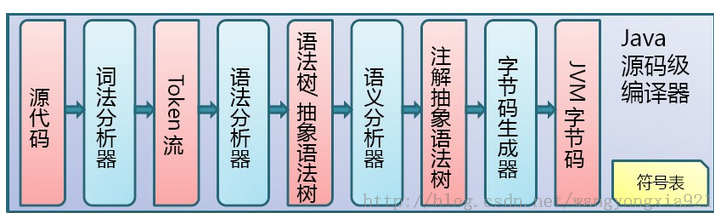 源代码
词法分析器
Token流
语法分析器
语法树/抽象语法树
语义分析器
注解抽象语法树
字节码生成器
JVM字节码
Java
源码级
编译器
符号表
http://blog.csdn.net/wangyongxia921